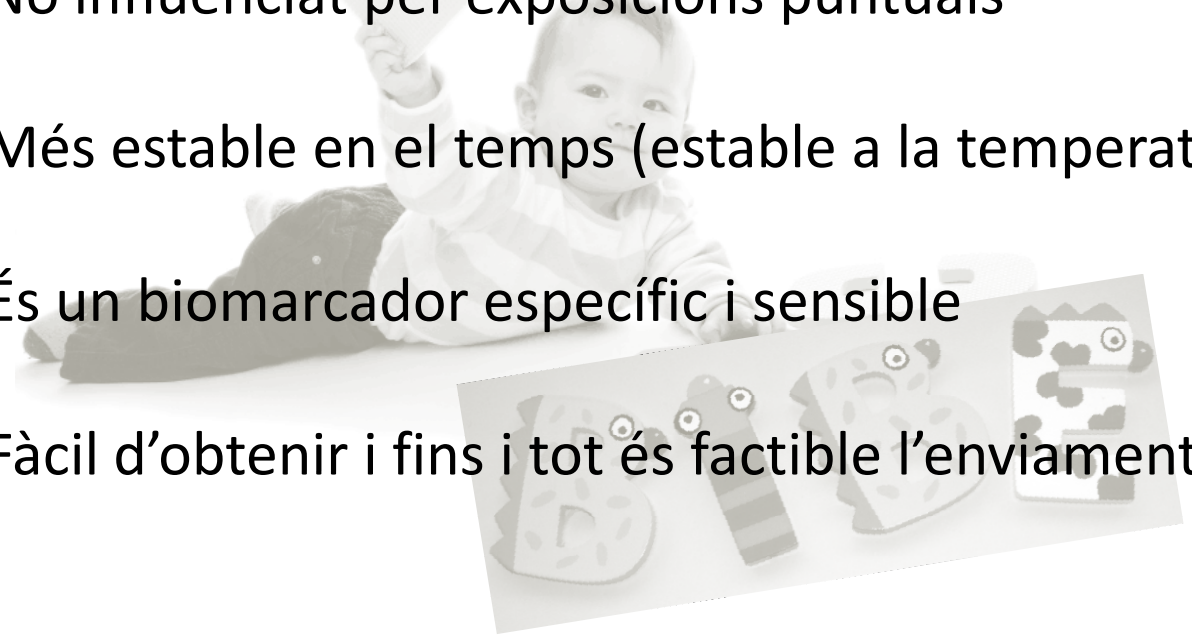 No influenciat per exposicions puntuals
Més estable en el temps (estable a la temperat
És un biomarcador específic i sensible
Fàcil d’obtenir i fins i tot és factible l’enviament
BIBE